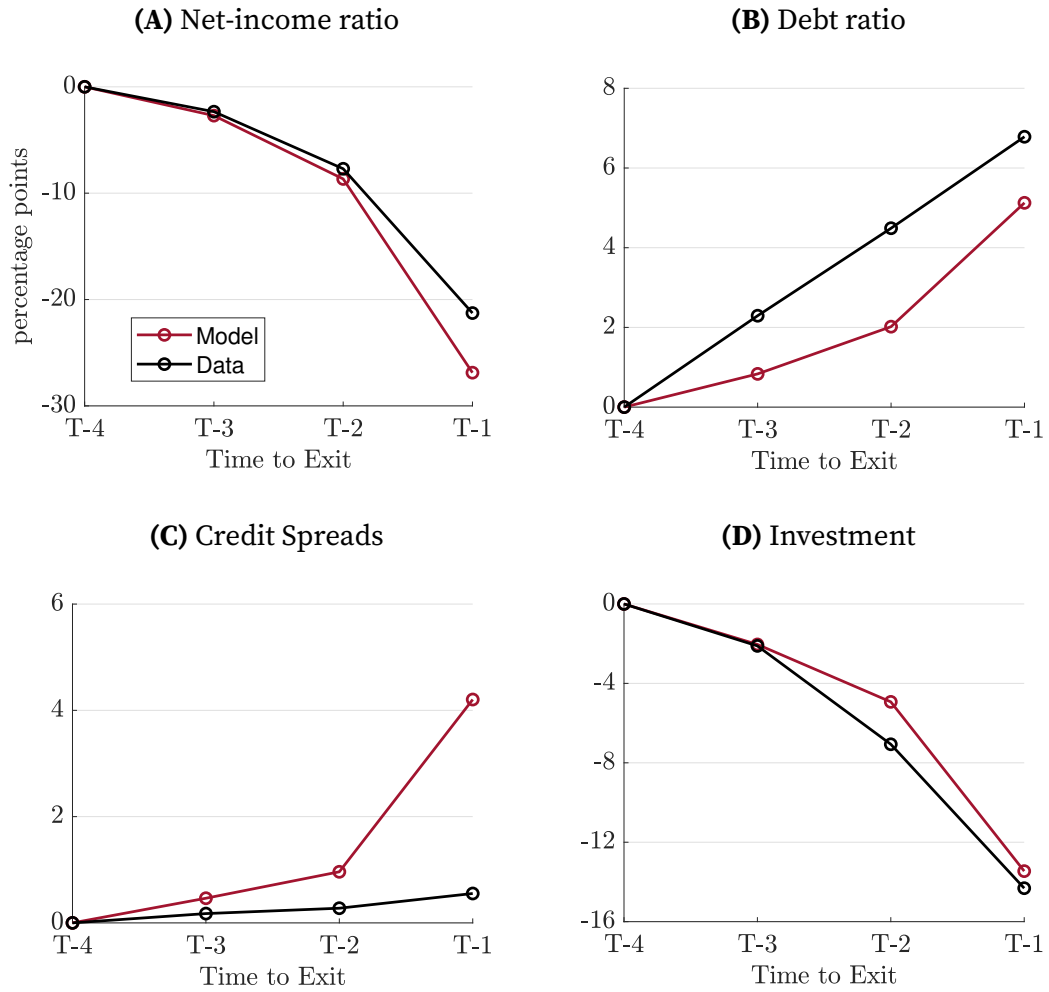 (A) Net-income ratio
0
-10
-20
-30
percentage points
Model
Data
T-4 T-3 T-2 T-1
Time to Exit
(B) Debt ratio
8
6
4
2
0
T-4 T-3 T-2 T-1
Time to Exit
(C) Credit Spreads
6
4
2
0
T-4 T-3 T-2 T-1
Time to Exit
(D) Investment
0
-4
-8
-12
-16
T-4 T-3 T-2 T-1
Time to Exit